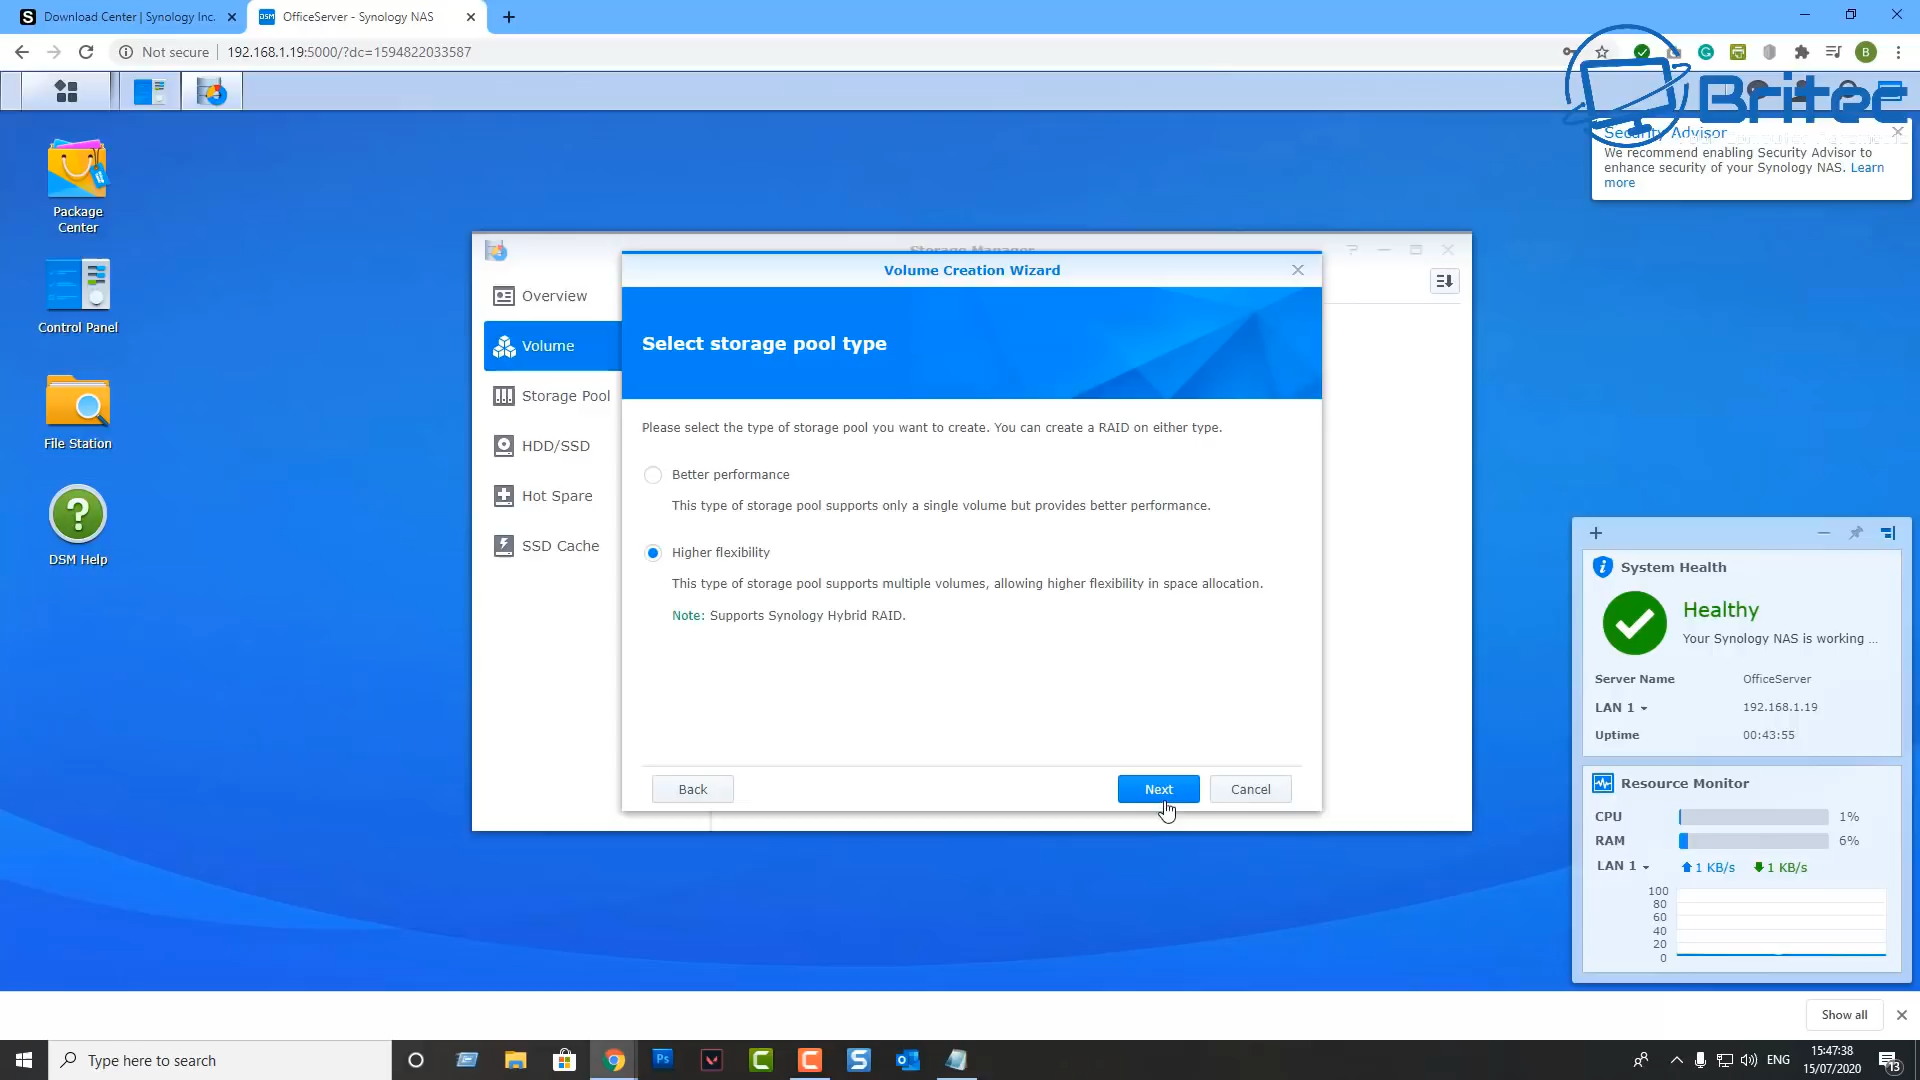 Download Center | Synology Inc.
OfficeServer - Synology NAS
Not secure
192.168.1.19:5000/?dc=1594822033587
B
Britec
Security Advisor
We recommend enabling Security Advisor to
enhance security of your Synology NAS. Learn
more
Package
Center
Control Panel
File Station
DSM Help
Storage Manager
Overview
Volume
Storage Pool
HDD/SSD
Hot Spare
SSD Cache
Volume Creation Wizard
Select storage pool type
Please select the type of storage pool you want to create. You can create a RAID on either type.
Better performance
This type of storage pool supports only a single volume but provides better performance.
Higher flexibility
This type of storage pool supports multiple volumes, allowing higher flexibility in space allocation.
Note: Supports Synology Hybrid RAID.
Back
Next
Cancel
System Health
Healthy
Your Synology NAS is working ...
Server Name OfficeServer
LAN 1 192.168.1.19
Uptime 00:43:55
Resource Monitor
CPU 1%
RAM 6%
LAN 1 1 KB/s 1 KB/s
100
80
60
40
20
0
Show all
Type here to search
Ps
ENG
15:47:38
15/07/2020
13